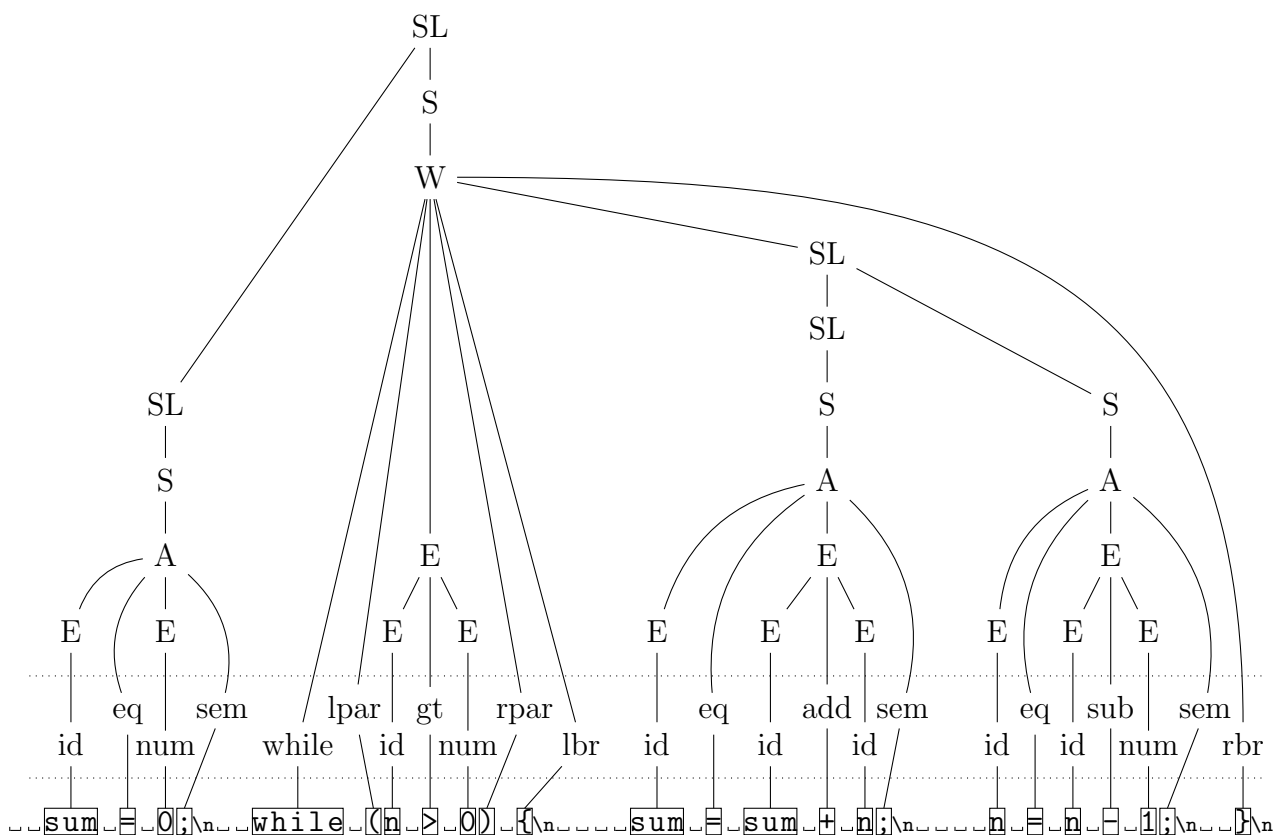 SL
S
W
SL
SL
SL S S
S A A
A E E E
E E E E E E E E E E
eq sem lpar gt rpar eq add sem eq sub sem
id num while id num lbr id id id id id num rbr
␣␣sum␣=␣0;\n␣␣while␣(n␣>␣0)␣{\n␣␣␣␣sum␣=␣sum␣+␣n;\n␣␣␣␣n␣=␣n␣-␣1;\n␣␣}\n